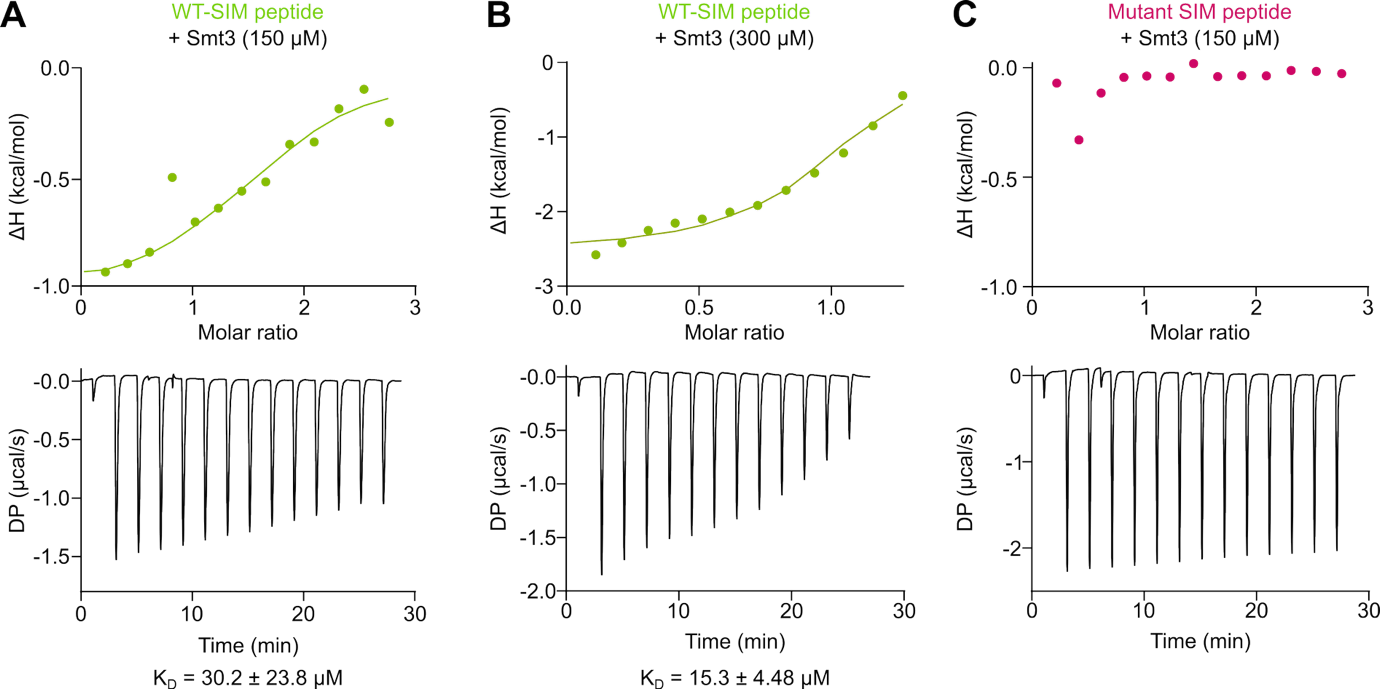 A
WT-SIM peptide
+ Smt3 (150 µM)
0.0
-0.5
-1.0
ΔH (kcal/mol)
0 1 2 3
Molar ratio
-0.0
-0.5
-1.0
-1.5
DP (µcal/s)
0 10 20 30
Time (min)
K_D = 30.2 ± 23.8 µM
B
WT-SIM peptide
+ Smt3 (300 µM)
0
-1
-2
-3
ΔH (kcal/mol)
0.0 0.5 1.0
Molar ratio
-0.0
-0.5
-1.0
-1.5
-2.0
DP (µcal/s)
0 10 20 30
Time (min)
K_D = 15.3 ± 4.48 µM
C
Mutant SIM peptide
+ Smt3 (150 µM)
0.0
-0.5
-1.0
ΔH (kcal/mol)
0 1 2 3
Molar ratio
0
-1
-2
DP (µcal/s)
0 10 20 30
Time (min)